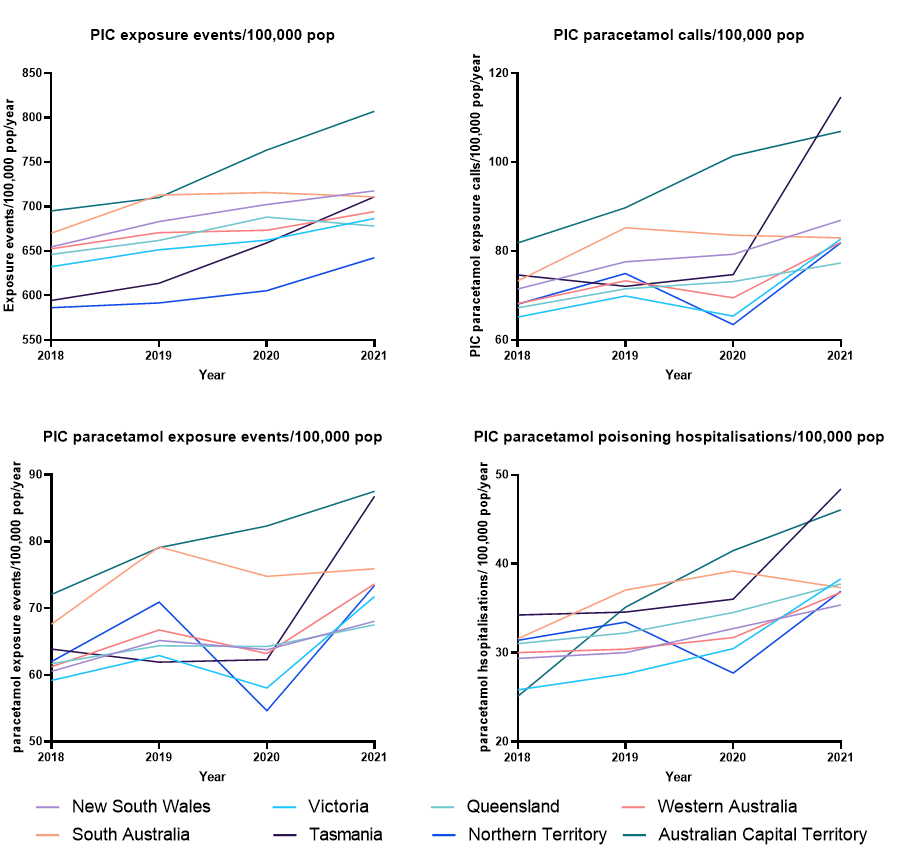 PIC exposure events/100,000 pop
Exposure events/100,000 pop/year
850
800
750
700
650
600
550
2018
2019
2020
2021
Year
PIC paracetamol calls/100,000 pop
PIC paracetamol expsoure calls/100,000 pop/year
120
100
80
60
2018
2019
2020
2021
Year
PIC paracetamol exposure events/100,000 pop
paracetamol exposure events/100,000 pop/year
90
80
70
60
50
2018
2019
2020
2021
Year
PIC paracetamol poisoning hospitalisations/100,000 pop
paracetamol hsopitalisations/ 100,000 pop/year
50
40
30
20
2018
2019
2020
2021
Year
New South Wales
Victoria
Queensland
Western Australia
South Australia
Tasmania
Northern Territory
Australian Capital Territory